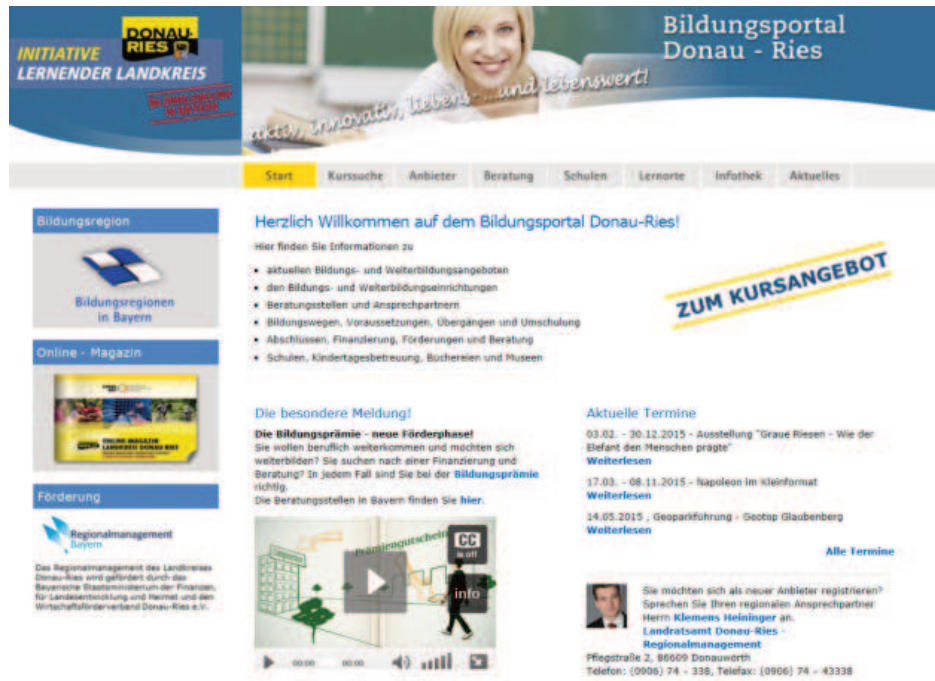 DONAU-
RIES
INITIATIVE
LERNENDER LANDKREIS
Bildungsportal
Donau - Ries
aktiv, innovativ, liebens- ...und lebenswert!
Start Kurssuche Anbieter Beratung Schulen Lernorte Infothek Aktuelles
Bildungsregion
Bildungsregionen
in Bayern
Online - Magazin
ONLINE-MAGAZIN
LANDKREIS DONAU-RIES
Förderung
Regionalmanagement
Bayern
Das Regionalmanagement des Landkreises
Donau-Ries wird gefördert durch das
Bayerische Staatsministerium der Finanzen,
für Landesentwicklung und Heimat und den
Wirtschaftsförderverband Donau-Ries e.V.
Herzlich Willkommen auf dem Bildungsportal Donau-Ries!
Hier finden Sie Informationen zu
• aktuellen Bildungs- und Weiterbildungsangeboten
• den Bildungs- und Weiterbildungseinrichtungen
• Beratungsstellen und Ansprechpartnern
• Bildungswegen, Voraussetzungen, Übergängen und Umschulung
• Abschlüssen, Finanzierung, Förderungen und Beratung
• Schulen, Kindertagesbetreuung, Büchereien und Museen
ZUM KURSANGEBOT
Die besondere Meldung!
Die Bildungsprämie - neue Förderphase!
Sie wollen beruflich weiterkommen und möchten sich
weiterbilden? Sie suchen nach einer Finanzierung und
Beratung? In jedem Fall sind Sie bei der Bildungsprämie
richtig.
Die Beratungsstellen in Bayern finden Sie hier.
Prämiengutschein
CC
is off
info
00:00 00:00
Aktuelle Termine
03.02. - 30.12.2015 - Ausstellung "Graue Riesen - Wie der
Elefant den Menschen prägte"
Weiterlesen
17.03. - 08.11.2015 - Napoleon im Kleinformat
Weiterlesen
14.05.2015 , Geoparkführung - Geotop Glaubenberg
Weiterlesen
Alle Termine
Sie möchten sich als neuer Anbieter registrieren?
Sprechen Sie Ihren regionalen Ansprechpartner
Herrn Klemens Heininger an.
Landratsamt Donau-Ries -
Regionalmanagement
Pflegstraße 2, 86609 Donauwörth
Telefon: (0906) 74 - 338, Telefax: (0906) 74 - 43338